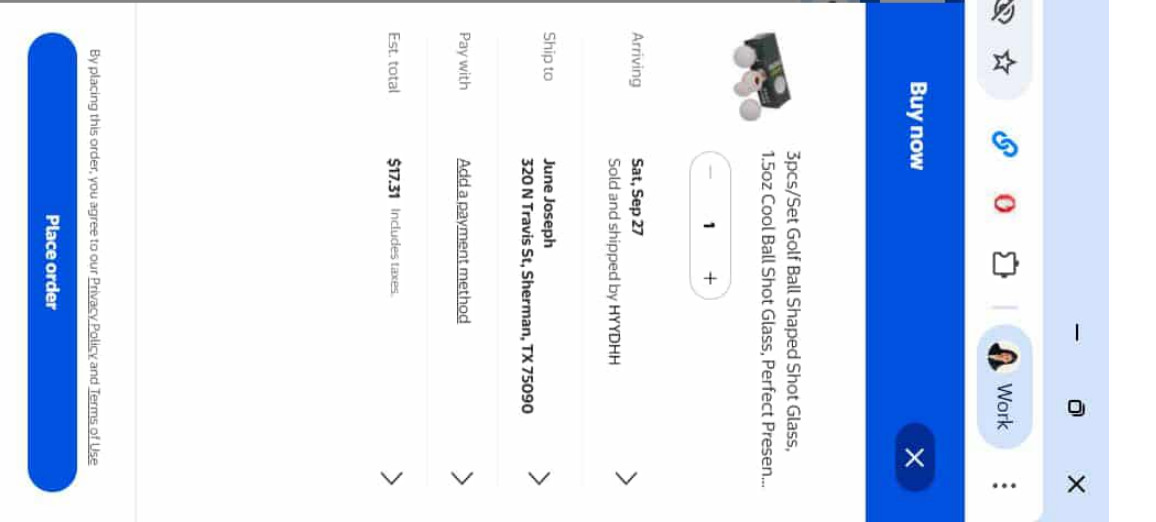 Work
Buy now
3pcs/Set Golf Ball Shaped Shot Glass,
1.5oz Cool Ball Shot Glass, Perfect Presen...
1
Arriving
Sat, Sep 27
Sold and shipped by HYYDHH
Ship to
June Joseph
320 N Travis St, Sherman, TX 75090
Pay with
Add a payment method
Est. total
$17.31 Includes taxes.
By placing this order, you agree to our Privacy Policy and Terms of Use
Place order